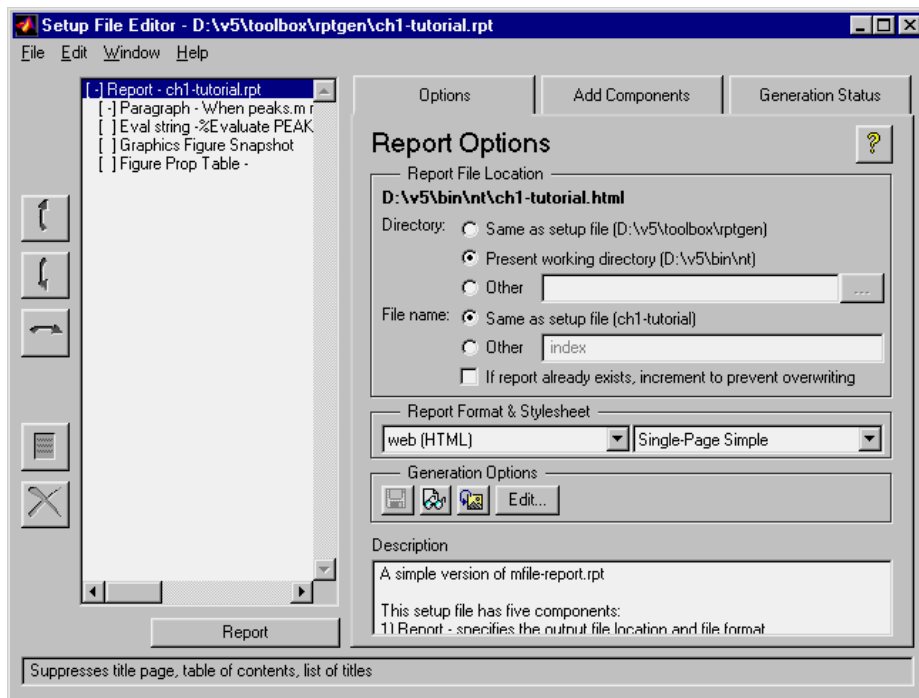 Setup File Editor - D:\v5\toolbox\rptgen\ch1-tutorial.rpt
File Edit Window Help
[-] Report - ch1-tutorial.rpt
[-] Paragraph - When peaks.m r
[ ] Eval string -%Evaluate PEAK
[ ] Graphics Figure Snapshot
[ ] Figure Prop Table -
Report
Options Add Components Generation Status
Report Options
?
Report File Location
D:\v5\bin\nt\ch1-tutorial.html
Directory: Same as setup file (D:\v5\toolbox\rptgen)
Present working directory (D:\v5\bin\nt)
Other ...
File name: Same as setup file (ch1-tutorial)
Other index
If report already exists, increment to prevent overwriting
Report Format & Stylesheet
web (HTML) Single-Page Simple
Generation Options
Edit...
Description
A simple version of mfile-report.rpt
This setup file has five components:
1) Report - specifies the output file location and file format
Suppresses title page, table of contents, list of titles